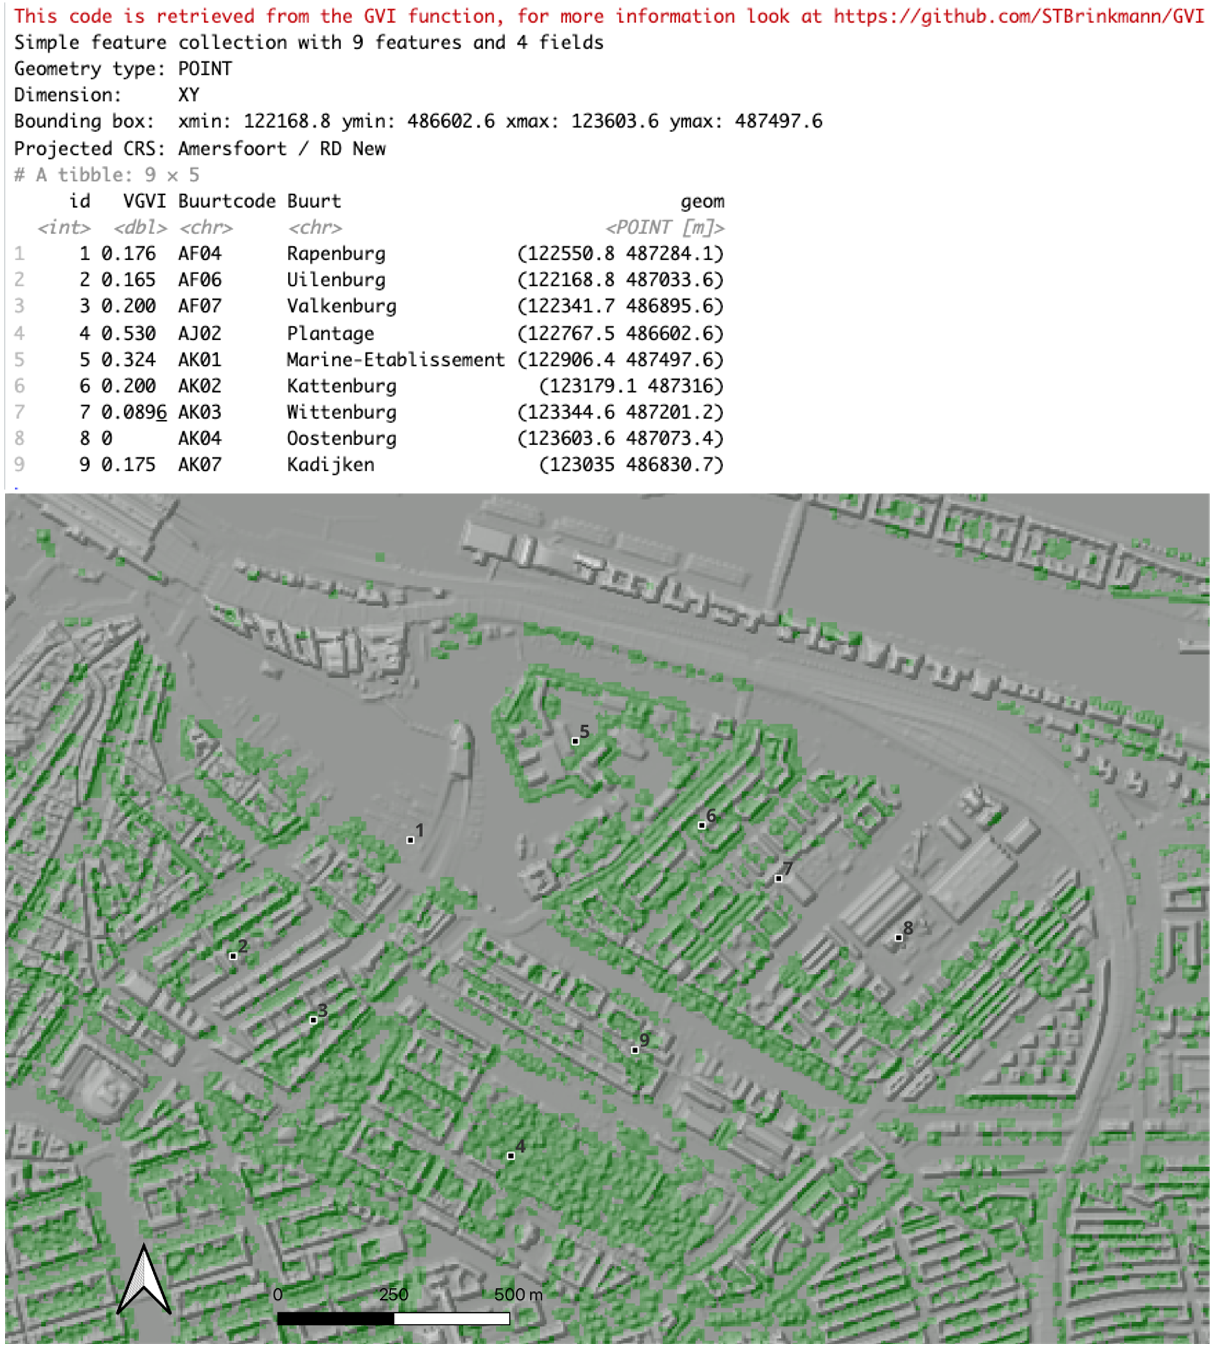 This code is retrieved from the GVI function, for more information look at https://github.com/STBrinkmann/GVI
Simple feature collection with 9 features and 4 fields
Geometry type: POINT
Dimension:     XY
Bounding box:  xmin: 122168.8 ymin: 486602.6 xmax: 123603.6 ymax: 487497.6
Projected CRS: Amersfoort / RD New
# A tibble: 9 × 5
id VGVI Buurtcode Buurt geom
<int> <dbl> <chr> <chr> <POINT [m]>
1 1 0.176 AF04 Rapenburg (122550.8 487284.1)
2 2 0.165 AF06 Uilenburg (122168.8 487033.6)
3 3 0.200 AF07 Valkenburg (122341.7 486895.6)
4 4 0.530 AJ02 Plantage (122767.5 486602.6)
5 5 0.324 AK01 Marine-Etablissement (122906.4 487497.6)
6 6 0.200 AK02 Kattenburg (123179.1 487316)
7 7 0.0896 AK03 Wittenburg (123344.6 487201.2)
8 8 0 AK04 Oostenburg (123603.6 487073.4)
9 9 0.175 AK07 Kadijken (123035 486830.7)
5
6
1
7
8
2
3
9
4
0 250 500 m